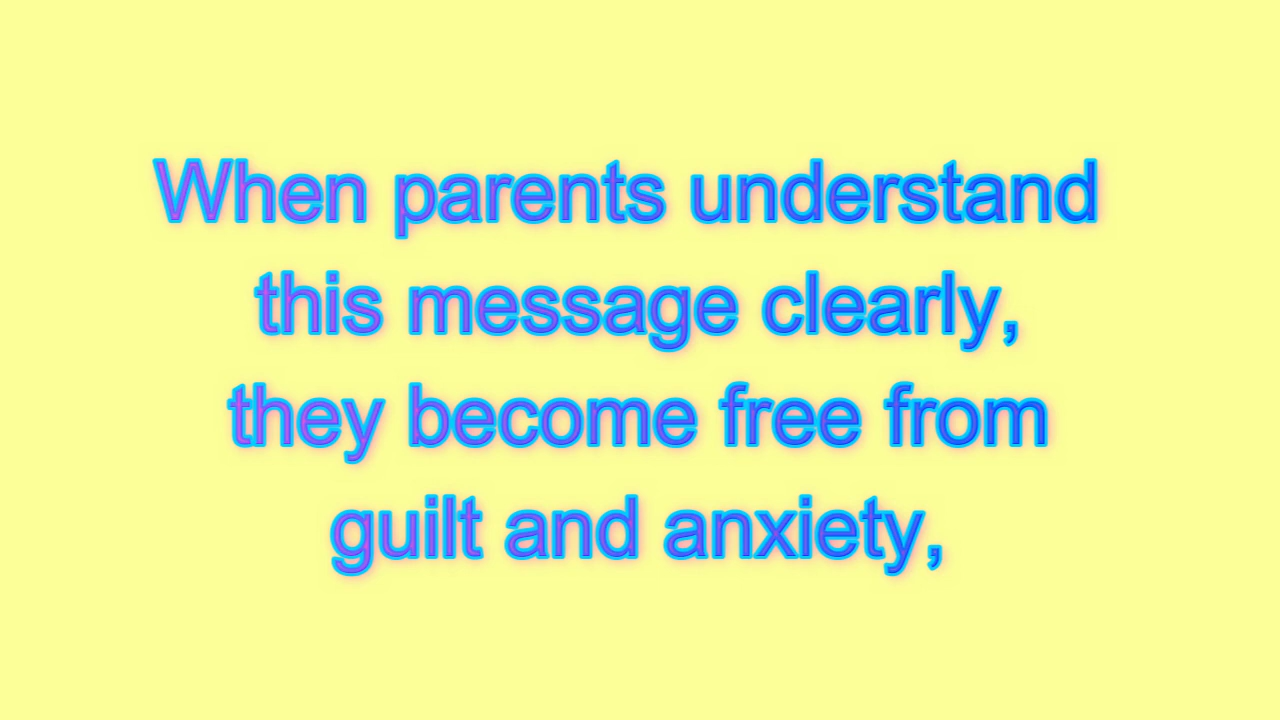 When parents understand
this message clearly,
they become free from
guilt and anxiety,